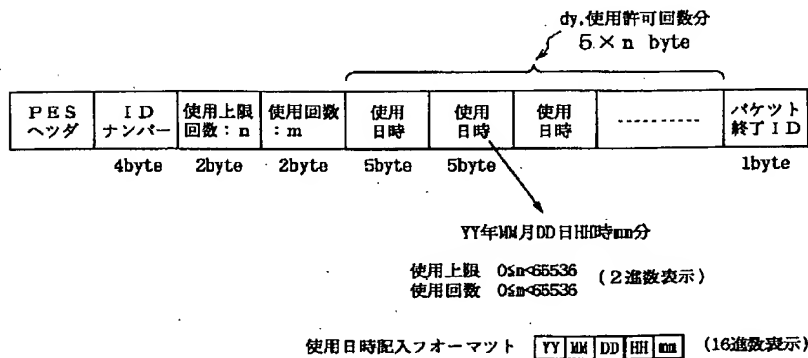 dy,使用許可回数分
5×n byte
PES
ヘッダ
ID
ナンバー
使用上限
回数:n
使用回数
:m
使用
日時
使用
日時
使用
日時
パケット
終了ID
4byte 2byte 2byte 5byte 5byte 1byte
YY年MM月DD日HH時mm分
使用上限 0≤n<65536 (2進数表示)
使用回数 0≤m<65536
使用日時記入フオーマツト YY MM DD HH mm (16進数表示)